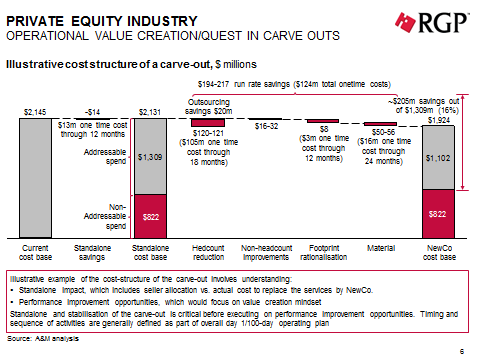 PRIVATE EQUITY INDUSTRY
OPERATIONAL VALUE CREATION/QUEST IN CARVE OUTS
RGP
Illustrative cost structure of a carve-out, $ millions
$194-217 run rate savings ($124m total onetime costs)
~$205m savings out
of $1,309m (16%)
$2,145
~$14
$2,131
Outsourcing
savings $20m
$1,924
$13m one time cost
through 12 months
$120-121
($105m one time
cost through
18 months)
$16-32
$8
($3m one time
cost through
12 months)
$50-56
($16m one time
cost through
24 months)
Addressable
spend
$1,309
$1,102
Non-
Addressable
spend
$822
$822
Current
cost base
Standalone
savings
Standalone
cost base
Hedcount
reduction
Non-headcount
improvements
Footprint
rationalisation
Material
NewCo
cost base
Illustrative example of the cost-structure of the carve-out involves understanding:
• Standalone impact, which includes seller allocation vs. actual cost to replace the services by NewCo.
• Performance improvement opportunities, which would focus on value creation mindset
Standalone and stabilisation of the carve-out is critical before executing on performance improvement opportunities. Timing and
sequence of activities are generally defined as part of overall day 1/100-day operating plan
Source: A&M analysis
6